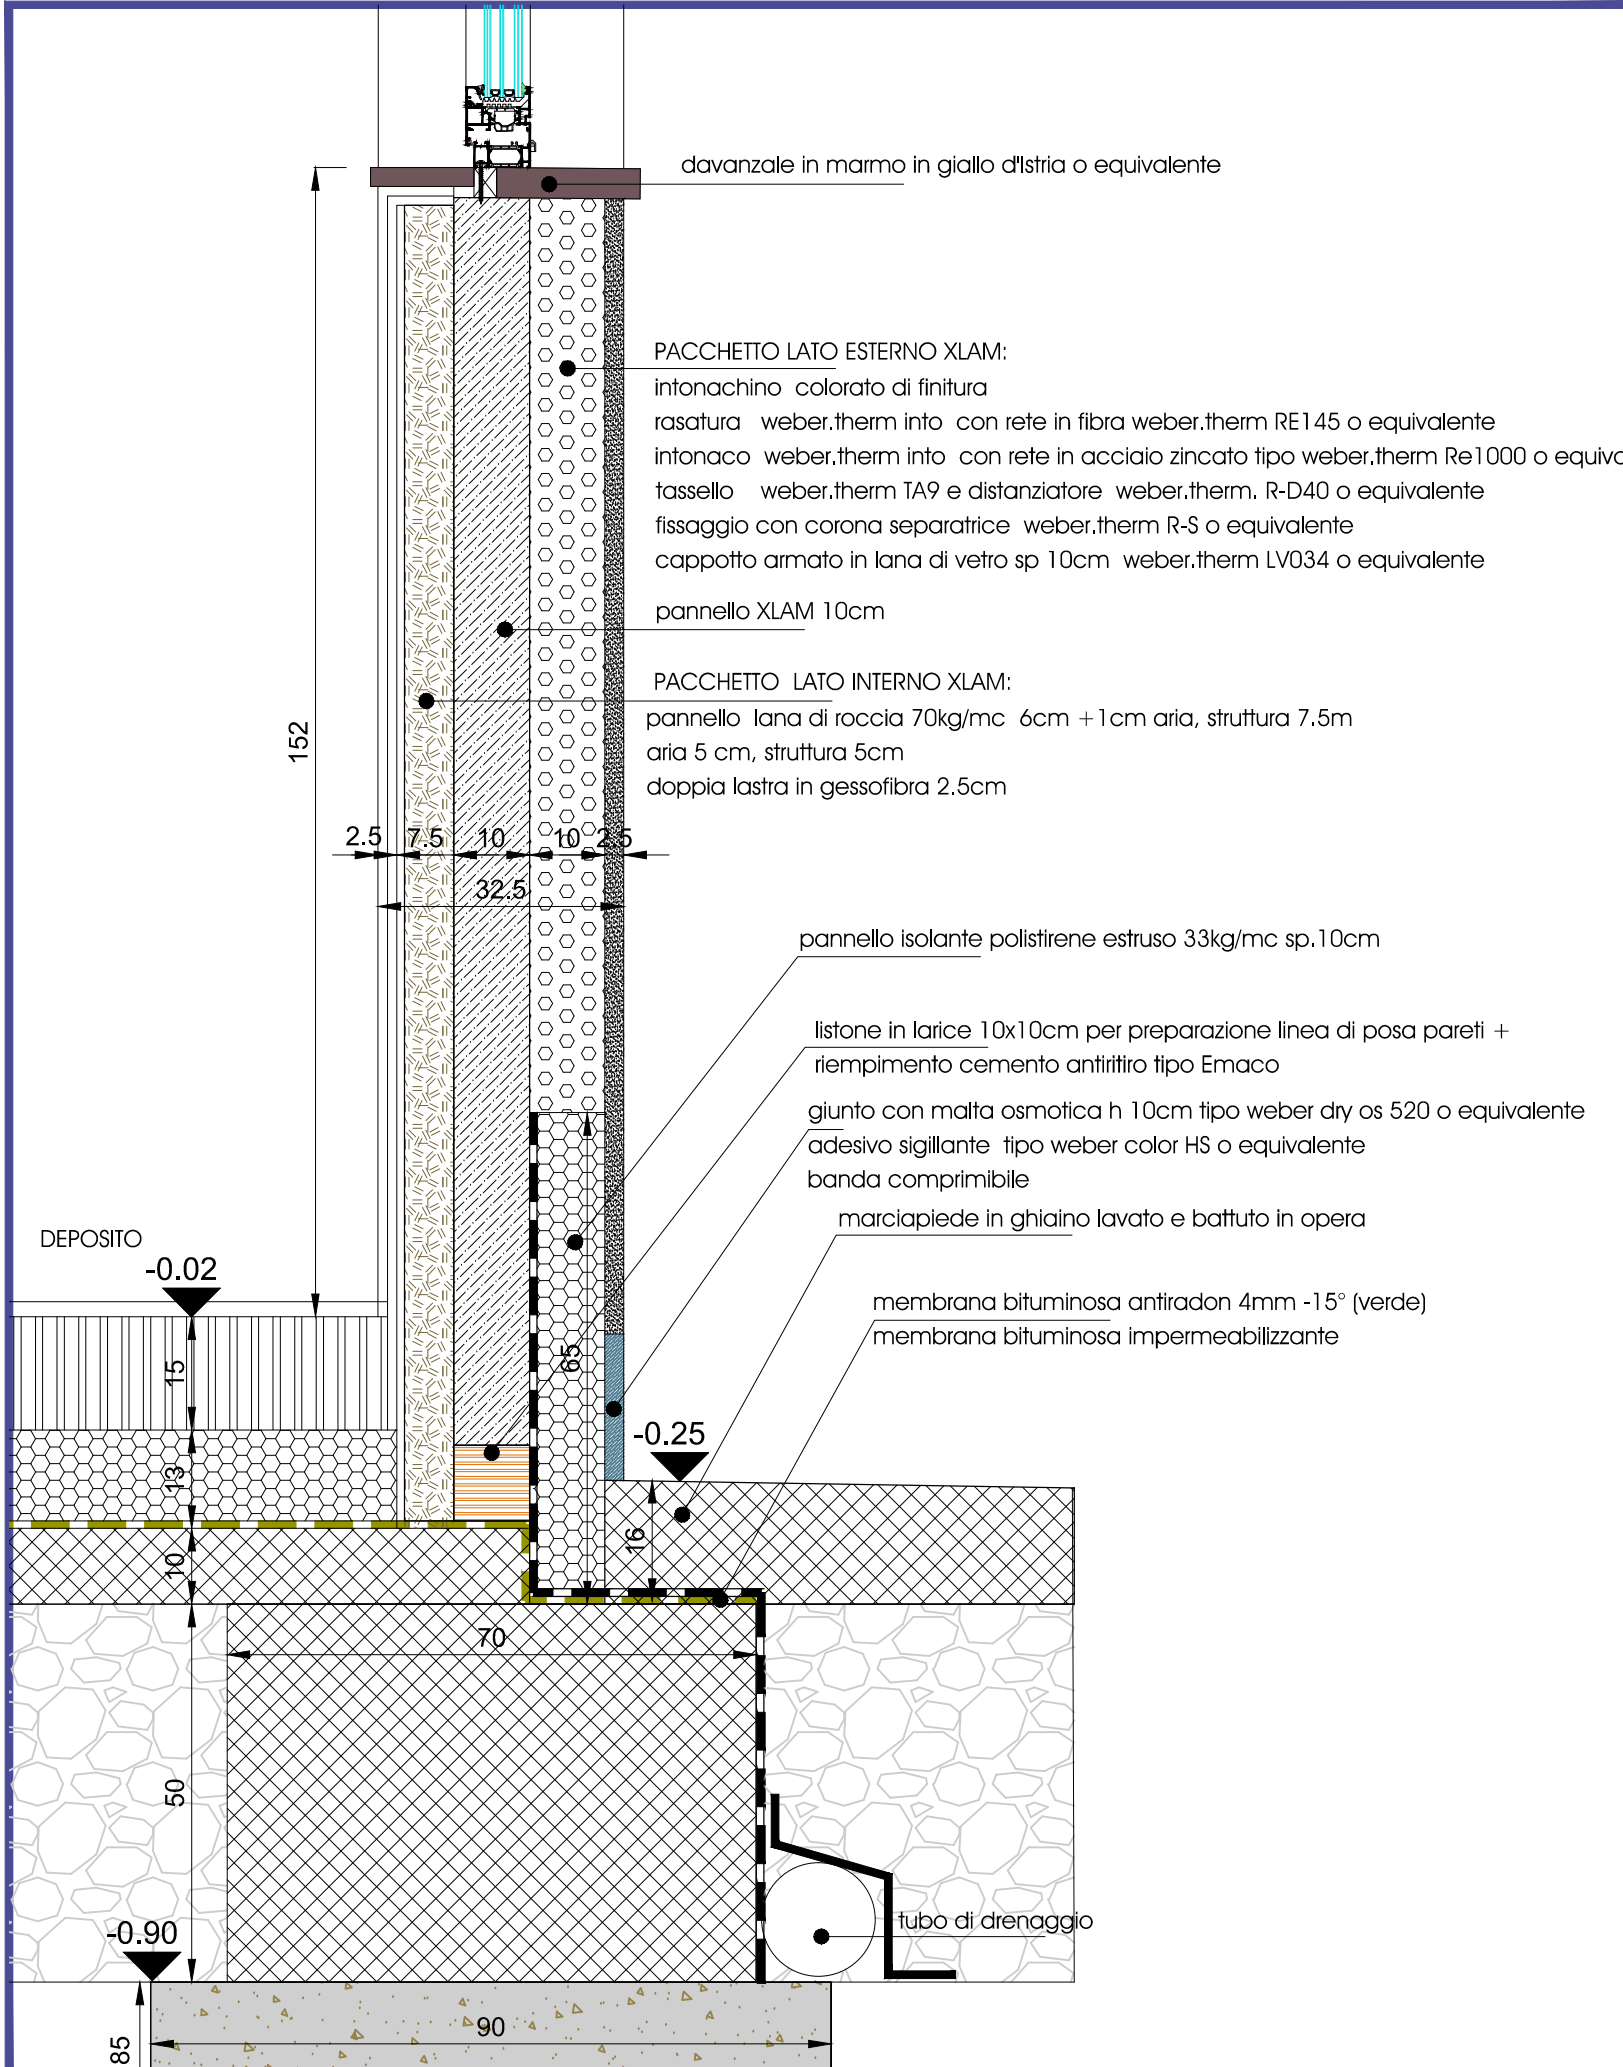 davanzale in marmo in giallo d'Istria o equivalente
PACCHETTO LATO ESTERNO XLAM:
intonachino colorato di finitura
rasatura weber.therm into con rete in fibra weber.therm RE145 o equivalente
intonaco weber.therm into con rete in acciaio zincato tipo weber.therm Re1000 o equiva
tassello weber.therm TA9 e distanziatore weber.therm. R-D40 o equivalente
fissaggio con corona separatrice weber.therm R-S o equivalente
cappotto armato in lana di vetro sp 10cm weber.therm LV034 o equivalente
pannello XLAM 10cm
PACCHETTO LATO INTERNO XLAM:
pannello lana di roccia 70kg/mc 6cm +1cm aria, struttura 7.5m
aria 5 cm, struttura 5cm
doppia lastra in gessofibra 2.5cm
152
2.5 7.5 10 10 2.5
32.5
pannello isolante polistirene estruso 33kg/mc sp.10cm
listone in larice 10x10cm per preparazione linea di posa pareti +
riempimento cemento antiritiro tipo Emaco
giunto con malta osmotica h 10cm tipo weber dry os 520 o equivalente
adesivo sigillante tipo weber color HS o equivalente
banda comprimibile
marciapiede in ghiaino lavato e battuto in opera
DEPOSITO
-0.02
membrana bituminosa antiradon 4mm -15° (verde)
membrana bituminosa impermeabilizzante
65
15
-0.25
13
16
10
70
50
tubo di drenaggio
-0.90
90
85